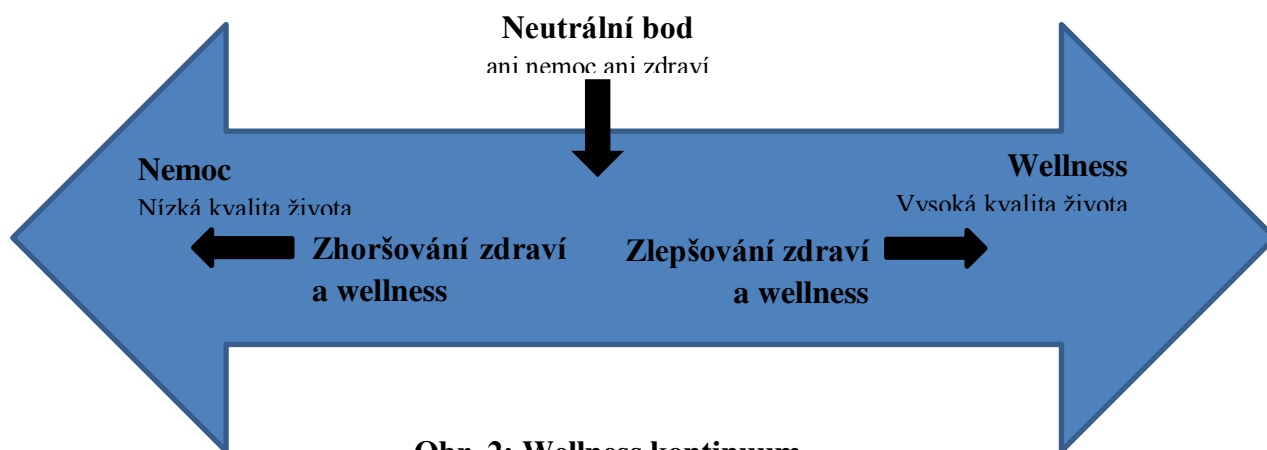 Neutrální bod
ani nemoc ani zdraví
Nemoc
Nízká kvalita života
Wellness
Vysoká kvalita života
Zhoršování zdraví
a wellness
Zlepšování zdraví
a wellness
Obr. 2: Wellness kontinuum